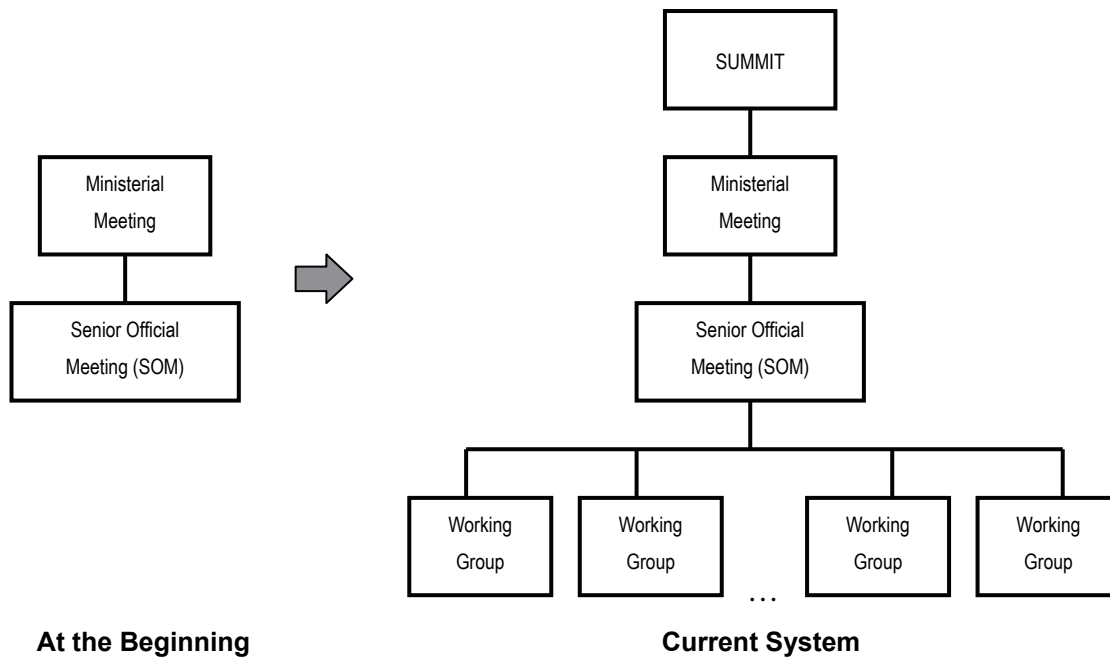 Ministerial
Meeting
Senior Official
Meeting (SOM)
At the Beginning
SUMMIT
Ministerial
Meeting
Senior Official
Meeting (SOM)
Working
Group
Working
Group
...
Working
Group
Working
Group
Current System